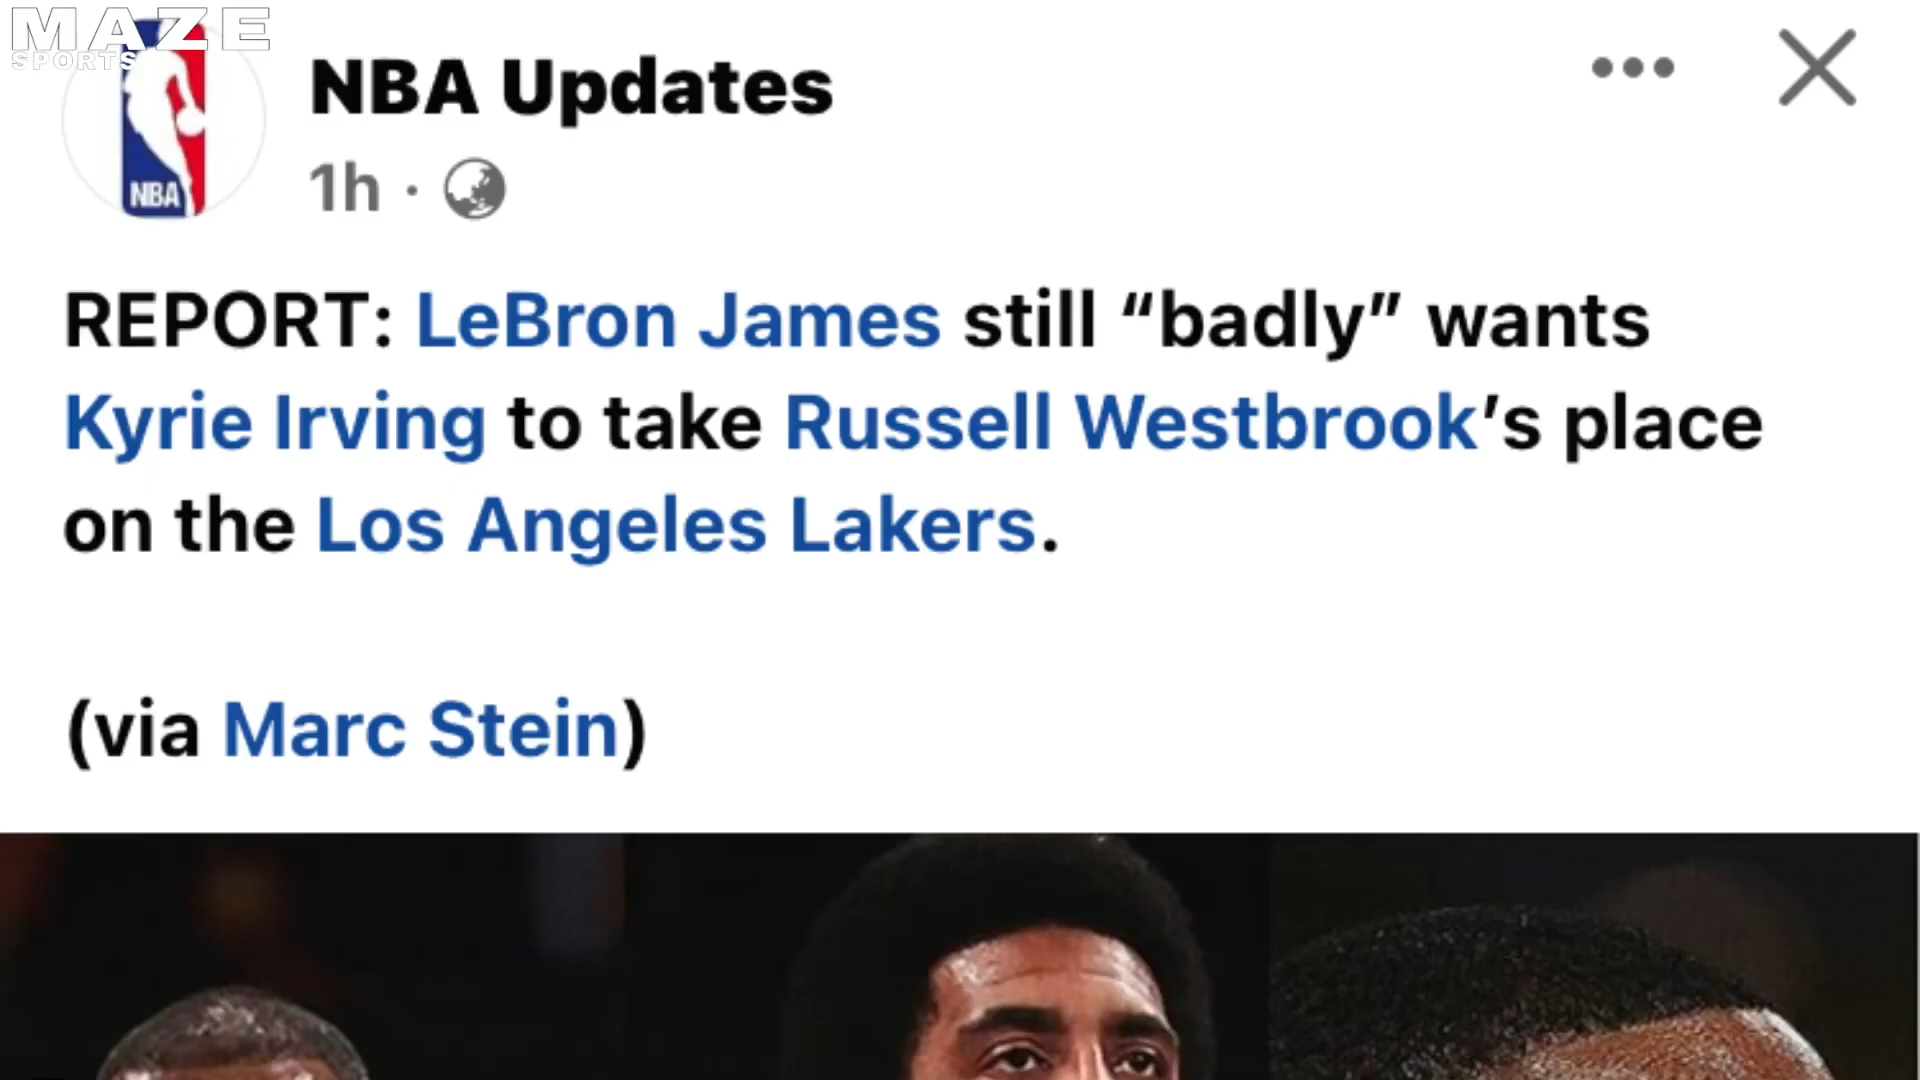 MAZE
SPORTS
NBA
NBA Updates
1h ·
REPORT: LeBron James still “badly” wants
Kyrie Irving to take Russell Westbrook’s place
on the Los Angeles Lakers.
(via Marc Stein)